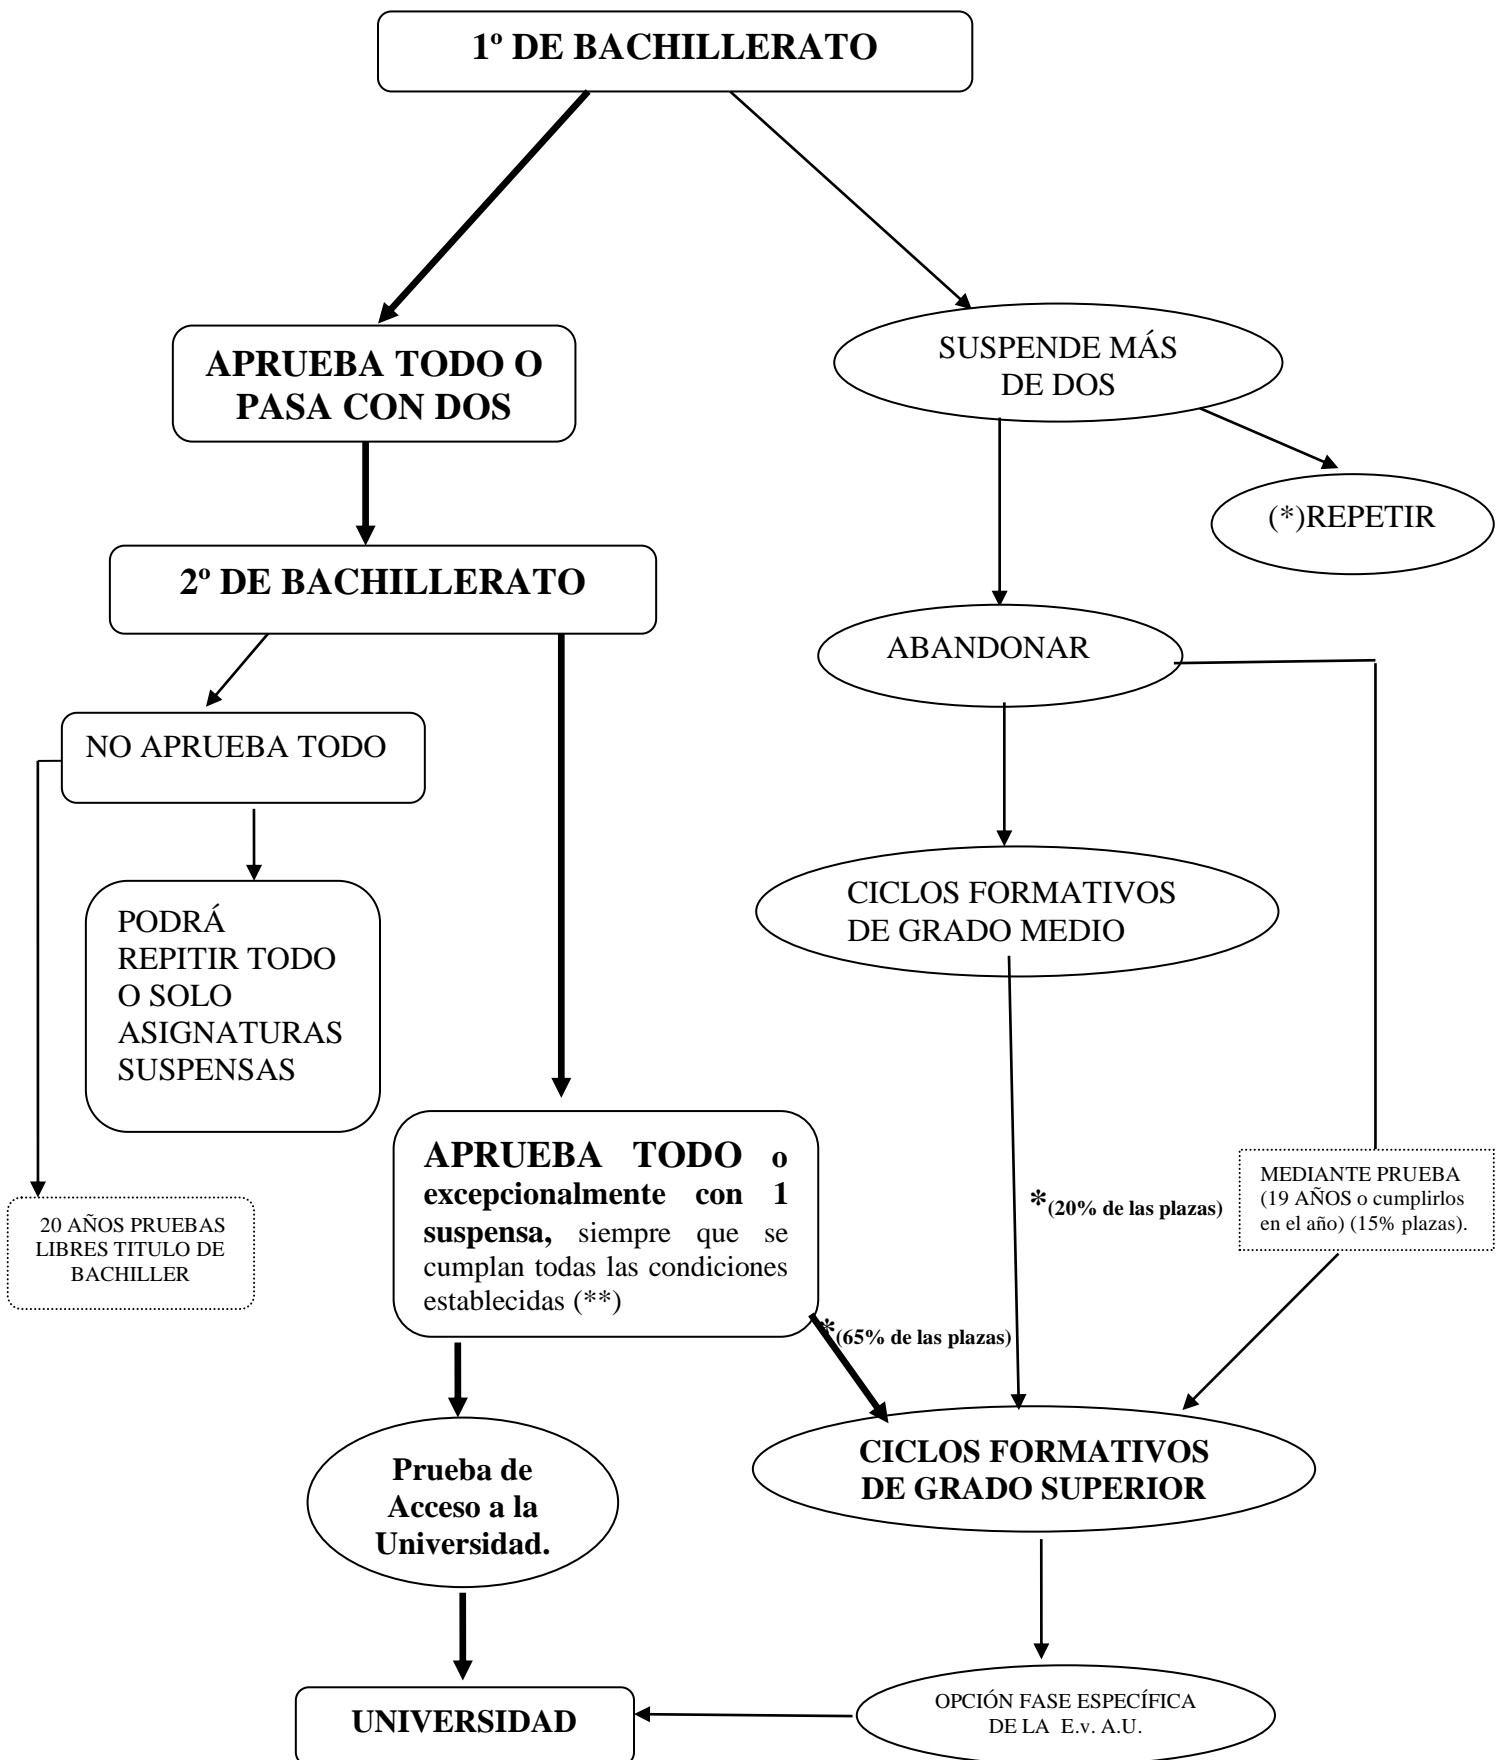 1º DE BACHILLERATO
APRUEBA TODO O
PASA CON DOS
SUSPENDE MÁS
DE DOS
(*)REPETIR
2º DE BACHILLERATO
ABANDONAR
NO APRUEBA TODO
CICLOS FORMATIVOS
DE GRADO MEDIO
PODRÁ
REPITIR TODO
O SOLO
ASIGNATURAS
SUSPENSAS
APRUEBA TODO o
excepcionalmente con 1
suspensa, siempre que se
cumplan todas las condiciones
establecidas (**)
*(20% de las plazas)
MEDIANTE PRUEBA
(19 AÑOS o cumplirlos
en el año) (15% plazas).
20 AÑOS PRUEBAS
LIBRES TITULO DE
BACHILLER
*(65% de las plazas)
Prueba de
Acceso a la
Universidad.
CICLOS FORMATIVOS
DE GRADO SUPERIOR
UNIVERSIDAD
OPCIÓN FASE ESPECÍFICA
DE LA E.v. A.U.